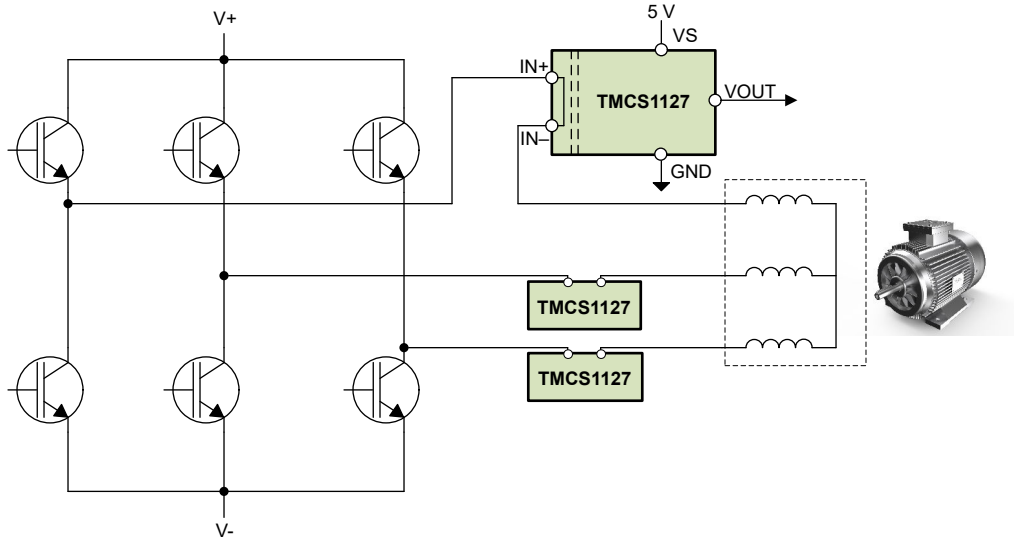 V+
5 V
VS
IN+
TMCS1127
VOUT
IN–
GND
TMCS1127
TMCS1127
V-